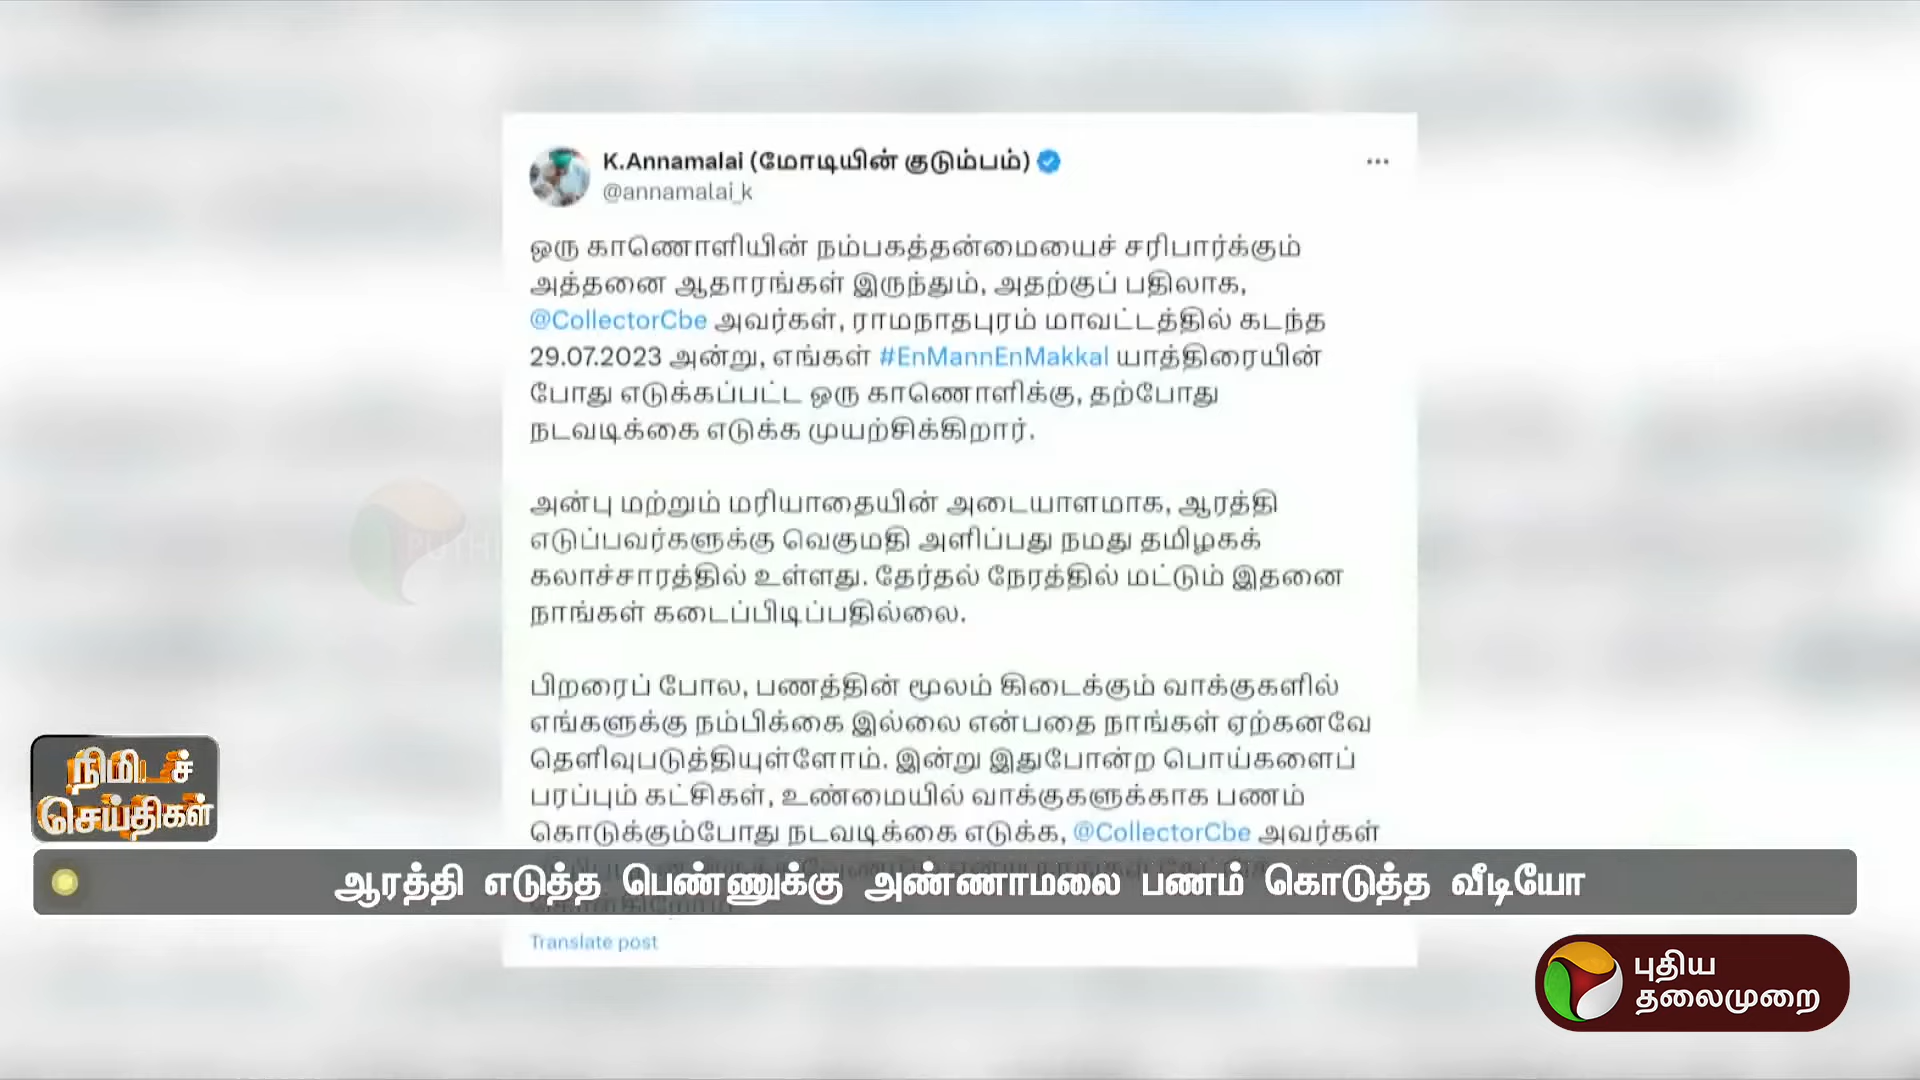 K.Annamalai (மோடியின் குடும்பம்)
@annamalai_k
ஒரு காணொளியின் நம்பகத்தன்மையைச் சரிபார்க்கும்
அத்தனை ஆதாரங்கள் இருந்தும், அதற்குப் பதிலாக,
@CollectorCbe அவர்கள், ராமநாதபுரம் மாவட்டத்தில் கடந்த
29.07.2023 அன்று, எங்கள் #EnMannEnMakkal யாத்திரையின்
போது எடுக்கப்பட்ட ஒரு காணொளிக்கு, தற்போது
நடவடிக்கை எடுக்க முயற்சிக்கிறார்.
அன்பு மற்றும் மரியாதையின் அடையாளமாக, ஆரத்தி
எடுப்பவர்களுக்கு வெகுமதி அளிப்பது நமது தமிழகக்
கலாச்சாரத்தில் உள்ளது. தேர்தல் நேரத்தில் மட்டும் இதனை
நாங்கள் கடைப்பிடிப்பதில்லை.
பிறரைப் போல, பணத்தின் மூலம் கிடைக்கும் வாக்குகளில்
எங்களுக்கு நம்பிக்கை இல்லை என்பதை நாங்கள் ஏற்கனவே
தெளிவுபடுத்தியுள்ளோம். இன்று இதுபோன்ற பொய்களைப்
பரப்பும் கட்சிகள், உண்மையில் வாக்குகளுக்காக பணம்
கொடுக்கும்போது நடவடிக்கை எடுக்க, @CollectorCbe அவர்கள்
Translate post
நிமிடச்
செய்திகள்
ஆரத்தி எடுத்த பெண்ணுக்கு அண்ணாமலை பணம் கொடுத்த வீடியோ
புதிய
தலைமுறை